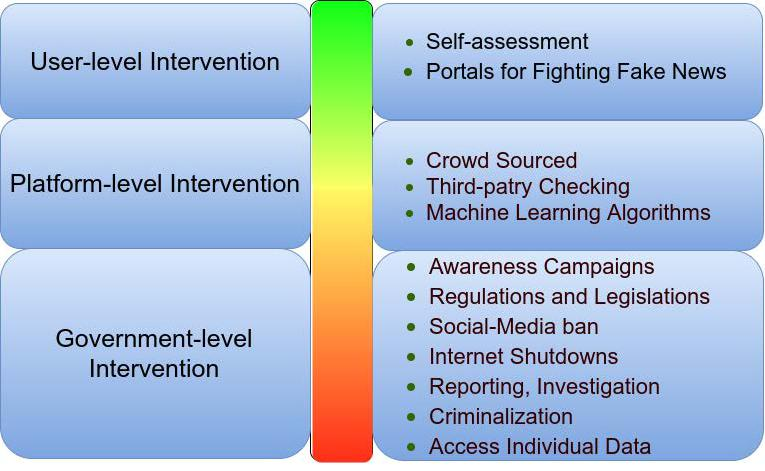 User-level Intervention
• Self-assessment
• Portals for Fighting Fake News
Platform-level Intervention
• Crowd Sourced
• Third-patry Checking
• Machine Learning Algorithms
Government-level
Intervention
• Awareness Campaigns
• Regulations and Legislations
• Social-Media ban
• Internet Shutdowns
• Reporting, Investigation
• Criminalization
• Access Individual Data